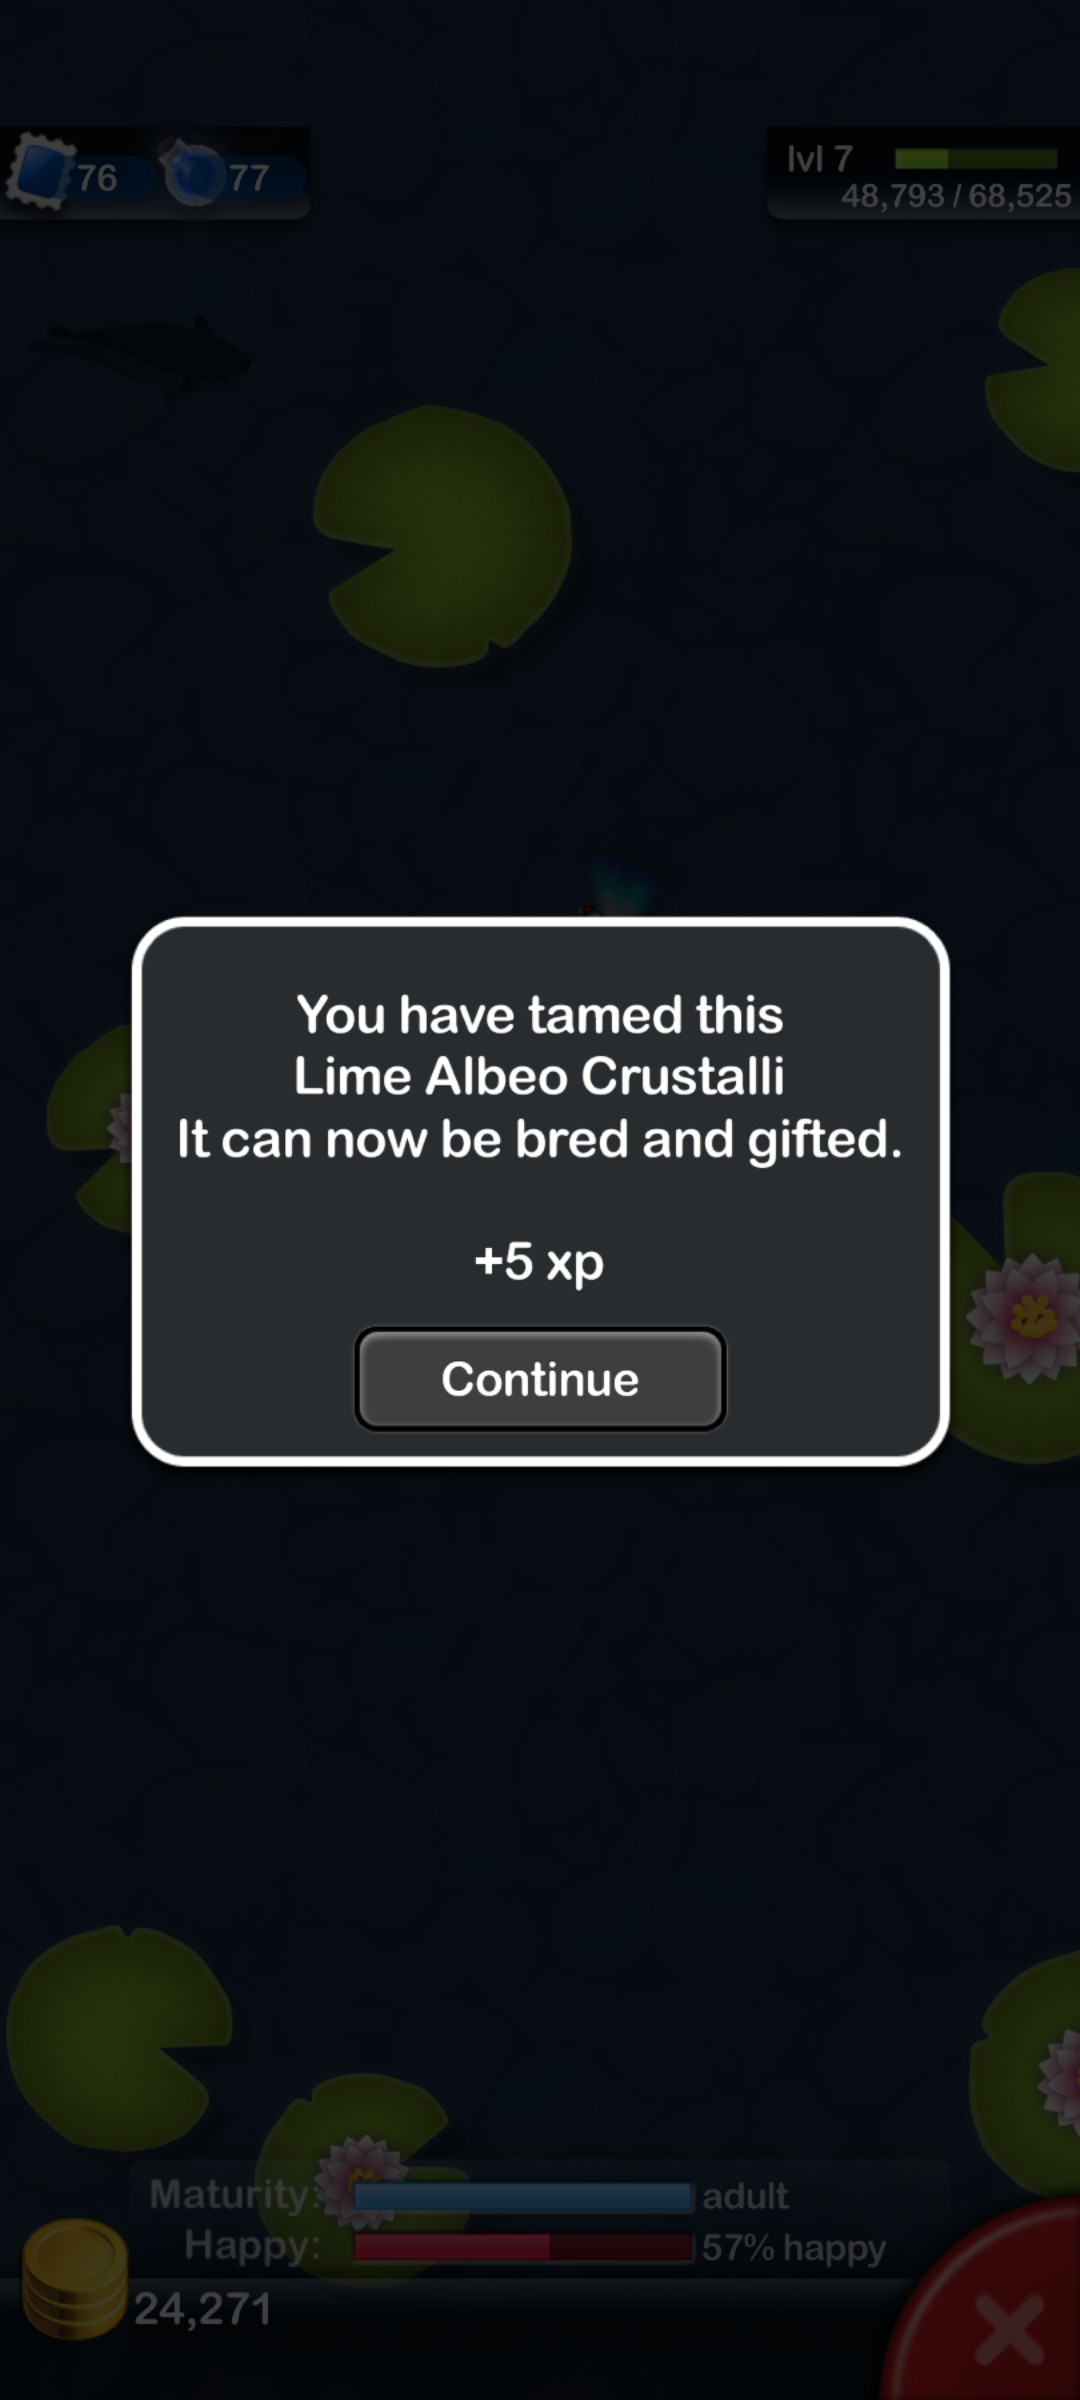 76
77
lvl 7
48,793 / 68,525
You have tamed this
Lime Albeo Crustalli
It can now be bred and gifted.
+5 xp
Continue
Maturity: adult
Happy: 57% happy
24,271